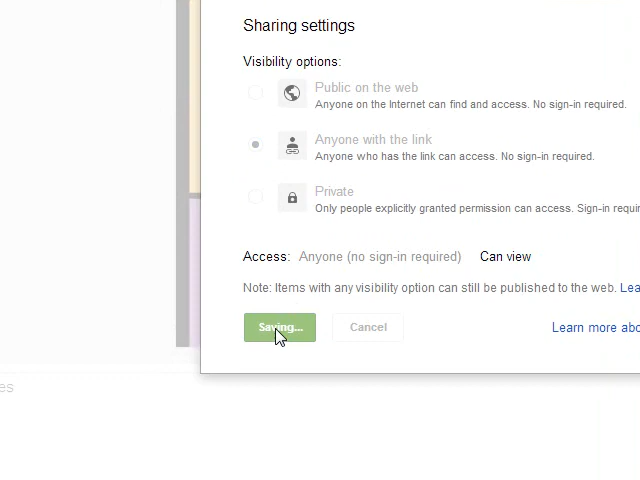 Sharing settings
Visibility options:
Public on the web
Anyone on the Internet can find and access. No sign-in required.
Anyone with the link
Anyone who has the link can access. No sign-in required.
Private
Only people explicitly granted permission can access. Sign-in requir
Access: Anyone (no sign-in required) Can view
Note: Items with any visibility option can still be published to the web. Lea
Saving... Cancel
Learn more abo
es